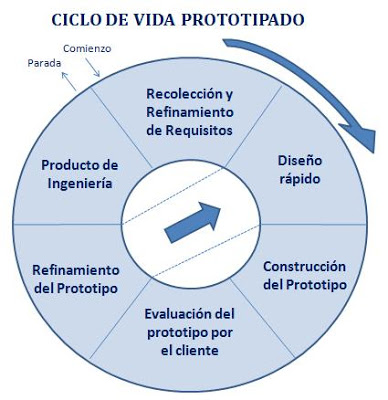 CICLO DE VIDA PROTOTIPADO
Comienzo
Parada
Recolección y
Refinamiento
de Requisitos
Diseño
rápido
Construcción
del Prototipo
Evaluación del
prototipo por
el cliente
Refinamiento
del Prototipo
Producto de
Ingeniería